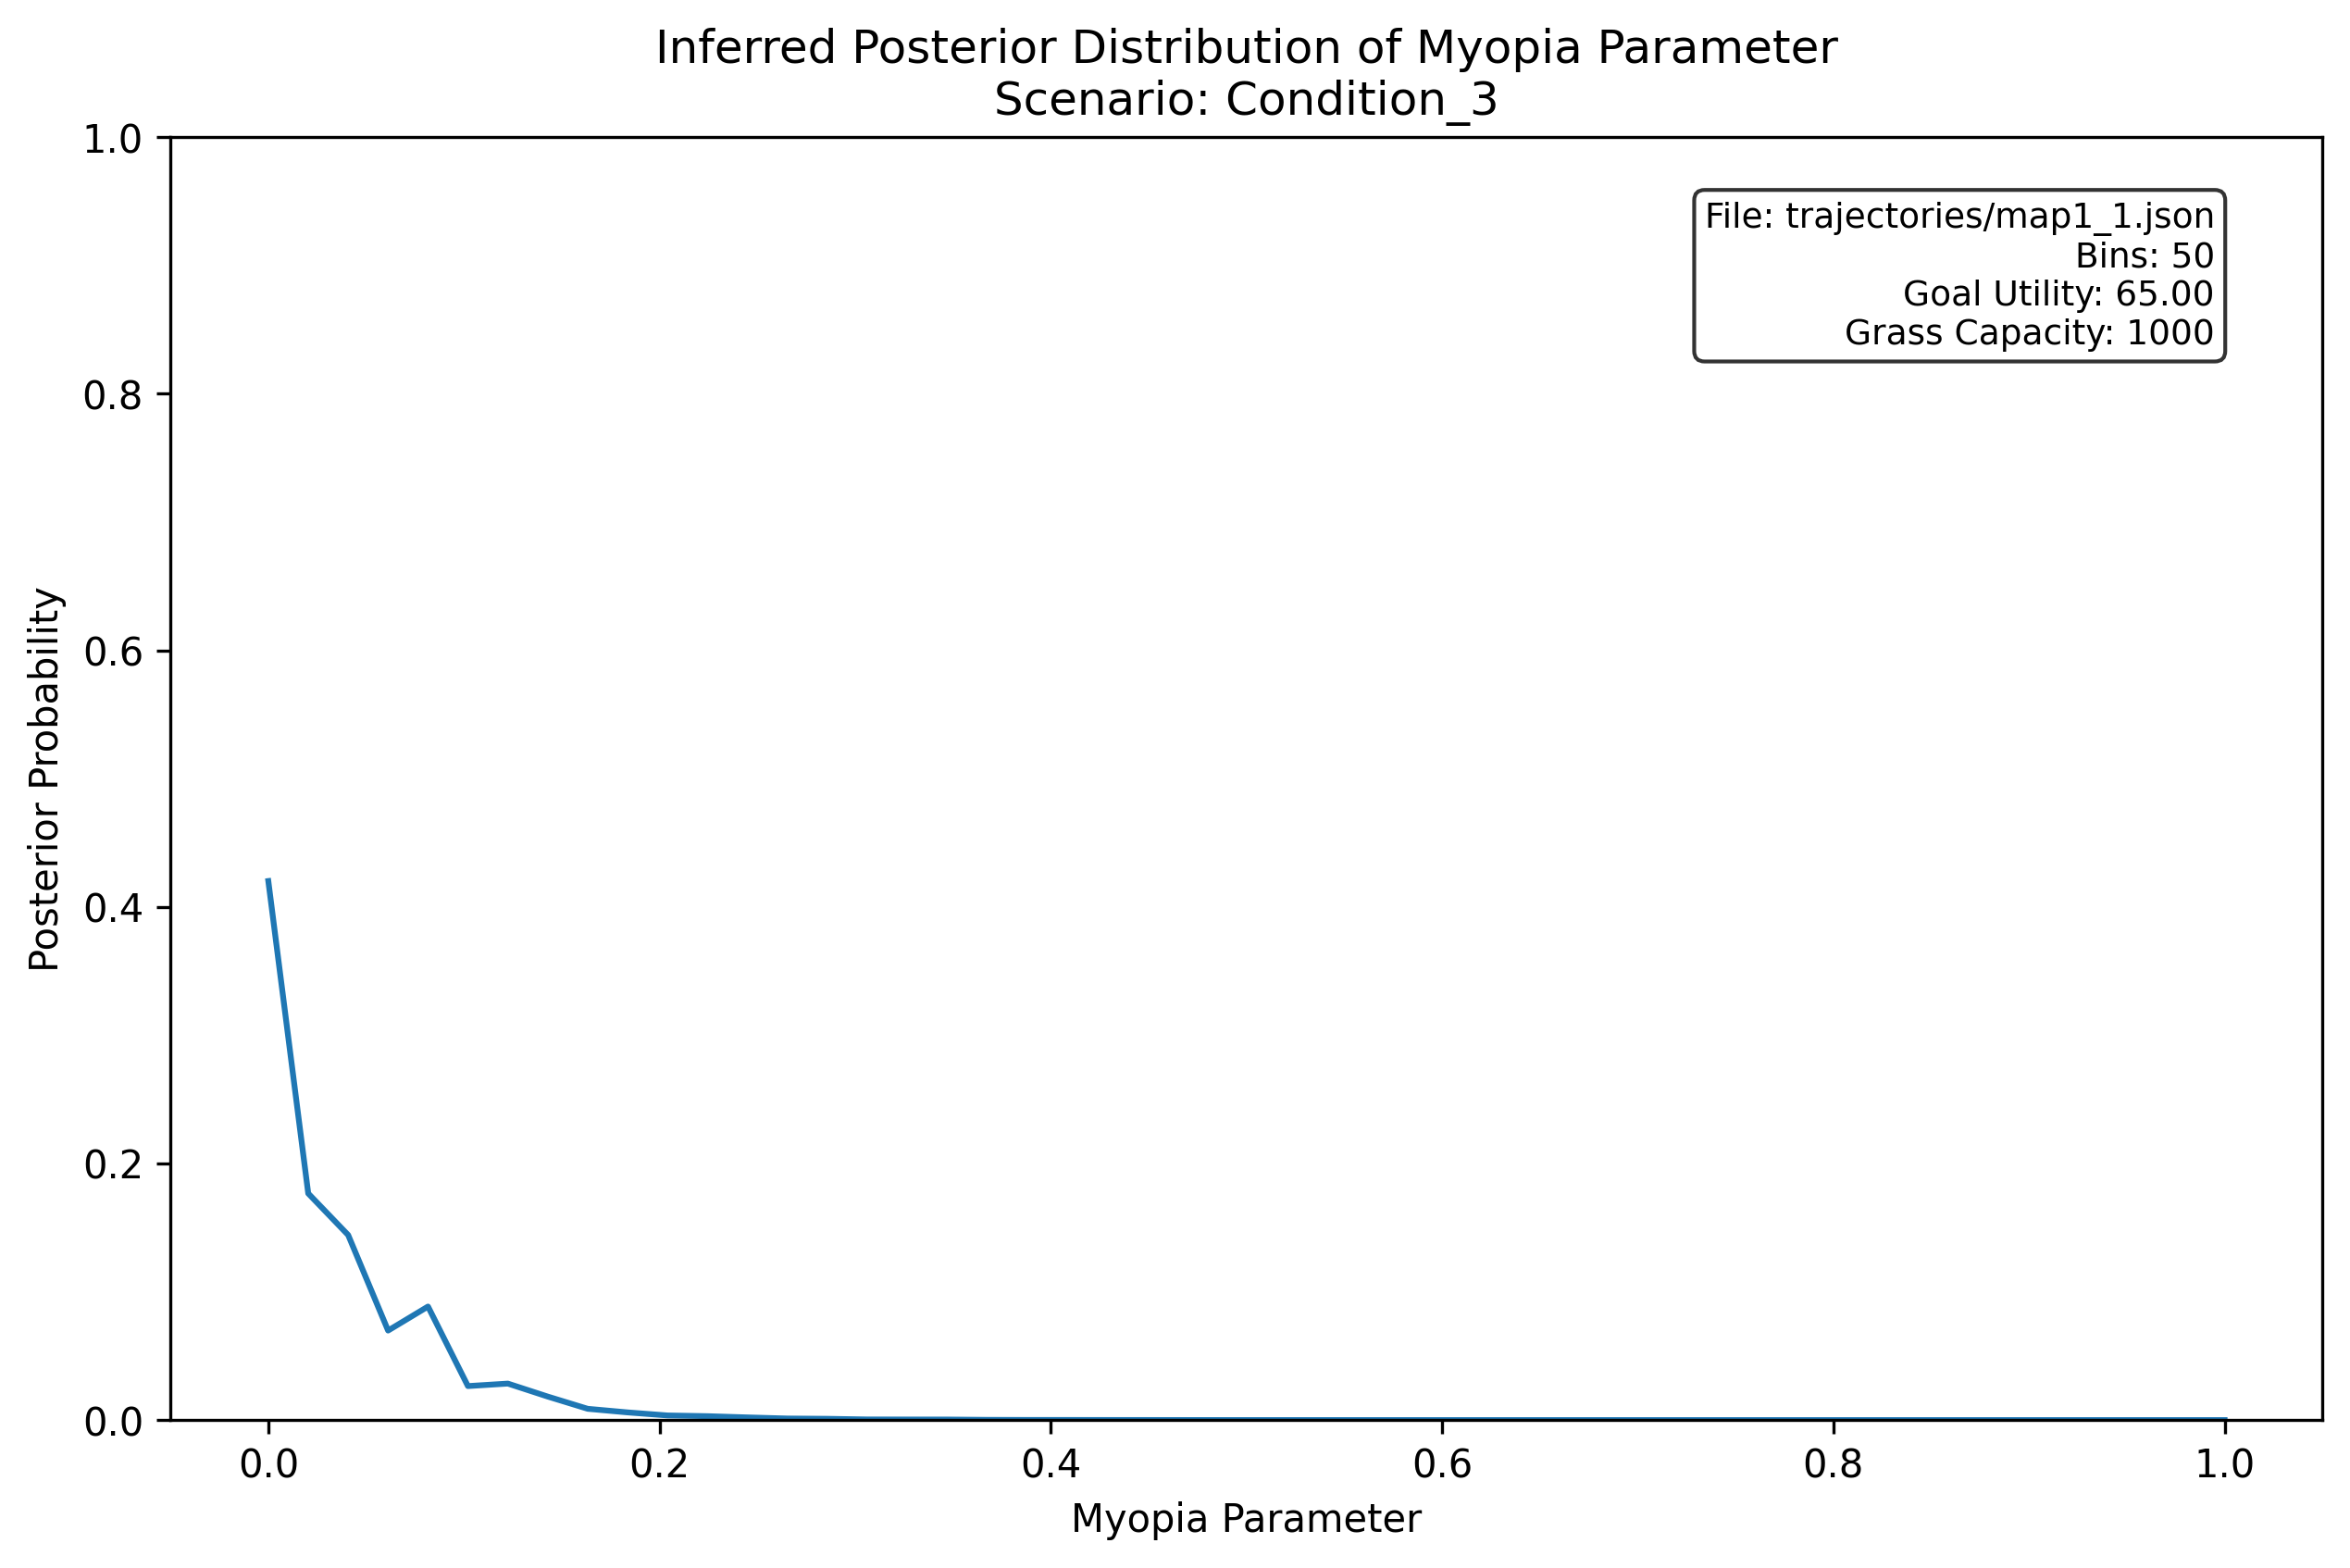 Inferred Posterior Distribution of Myopia Parameter
Scenario: Condition_3
File: trajectories/map1_1.json
Bins: 50
Goal Utility: 65.00
Grass Capacity: 1000
Posterior Probability
1.0
0.8
0.6
0.4
0.2
0.0
0.0 0.2 0.4 0.6 0.8 1.0
Myopia Parameter